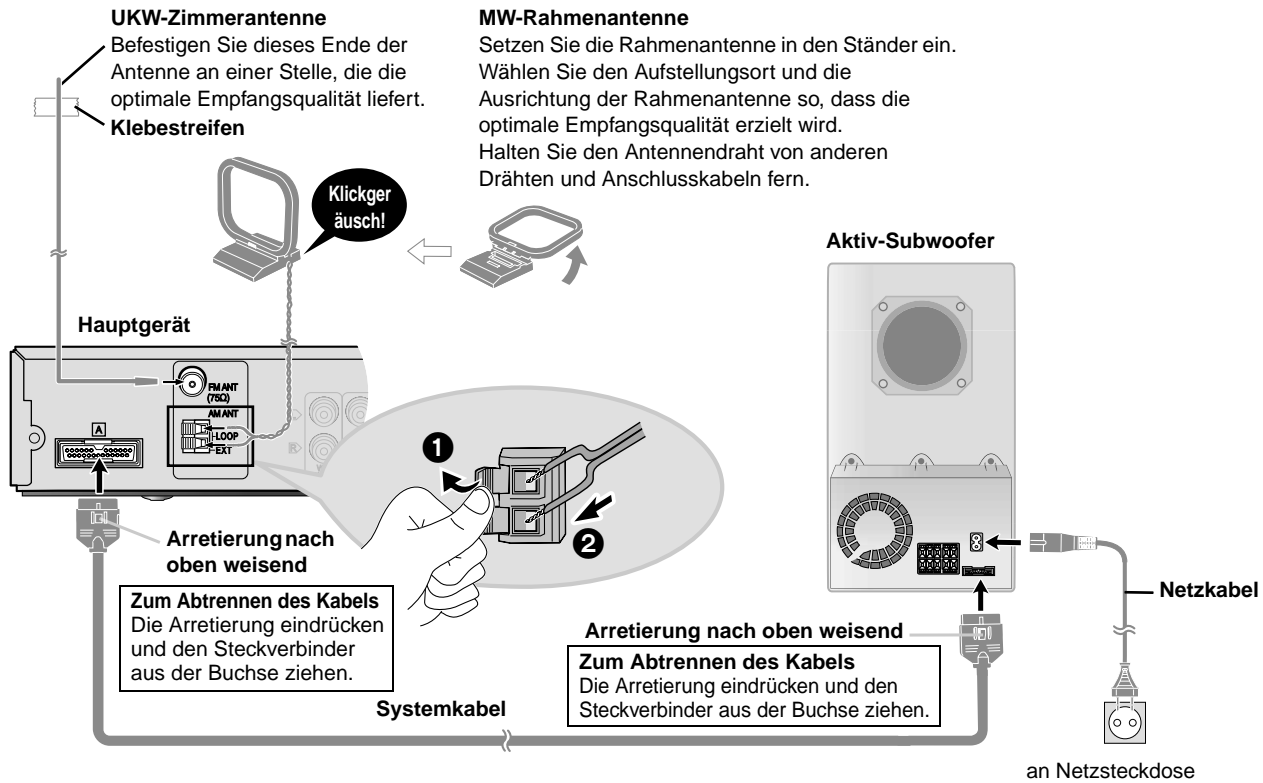 UKW-Zimmerantenne
Befestigen Sie dieses Ende der
Antenne an einer Stelle, die die
optimale Empfangsqualität liefert.
Klebestreifen
MW-Rahmenantenne
Setzen Sie die Rahmenantenne in den Ständer ein.
Wählen Sie den Aufstellungsort und die
Ausrichtung der Rahmenantenne so, dass die
optimale Empfangsqualität erzielt wird.
Halten Sie den Antennendraht von anderen
Drähten und Anschlusskabeln fern.
Klickger
äusch!
Aktiv-Subwoofer
Hauptgerät
FM ANT
(75Ω)
AM ANT
LOOP
EXT
A
R
1
2
Arretierung nach
oben weisend
Zum Abtrennen des Kabels
Die Arretierung eindrücken
und den Steckverbinder
aus der Buchse ziehen.
Arretierung nach oben weisend
Zum Abtrennen des Kabels
Die Arretierung eindrücken und den
Steckverbinder aus der Buchse ziehen.
Netzkabel
Systemkabel
an Netzsteckdose